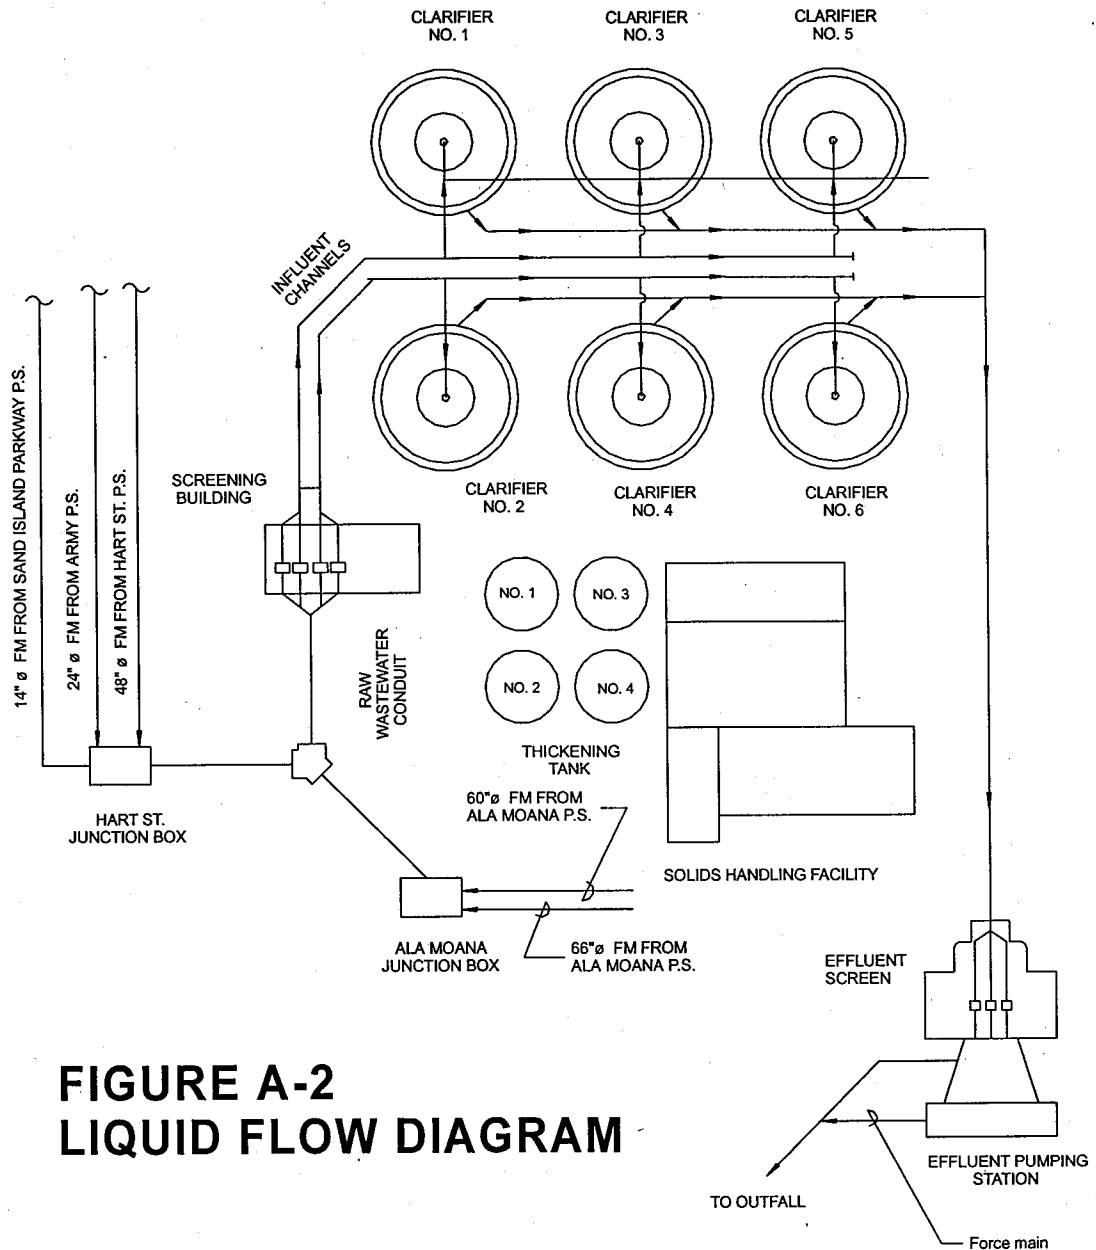 CLARIFIER
NO. 1
CLARIFIER
NO. 3
CLARIFIER
NO. 5
INFLUENT
CHANNELS
14" ø FM FROM SAND ISLAND PARKWAY P.S.
24" ø FM FROM ARMY P.S.
48" ø FM FROM HART ST. P.S.
SCREENING
BUILDING
CLARIFIER
NO. 2
CLARIFIER
NO. 4
CLARIFIER
NO. 6
RAW
WASTEWATER
CONDUIT
NO. 1
NO. 3
NO. 2
NO. 4
THICKENING
TANK
HART ST.
JUNCTION BOX
60"ø FM FROM
ALA MOANA P.S.
SOLIDS HANDLING FACILITY
ALA MOANA
JUNCTION BOX
66"ø FM FROM
ALA MOANA P.S.
EFFLUENT
SCREEN
FIGURE A-2
LIQUID FLOW DIAGRAM
EFFLUENT PUMPING
STATION
TO OUTFALL
Force main